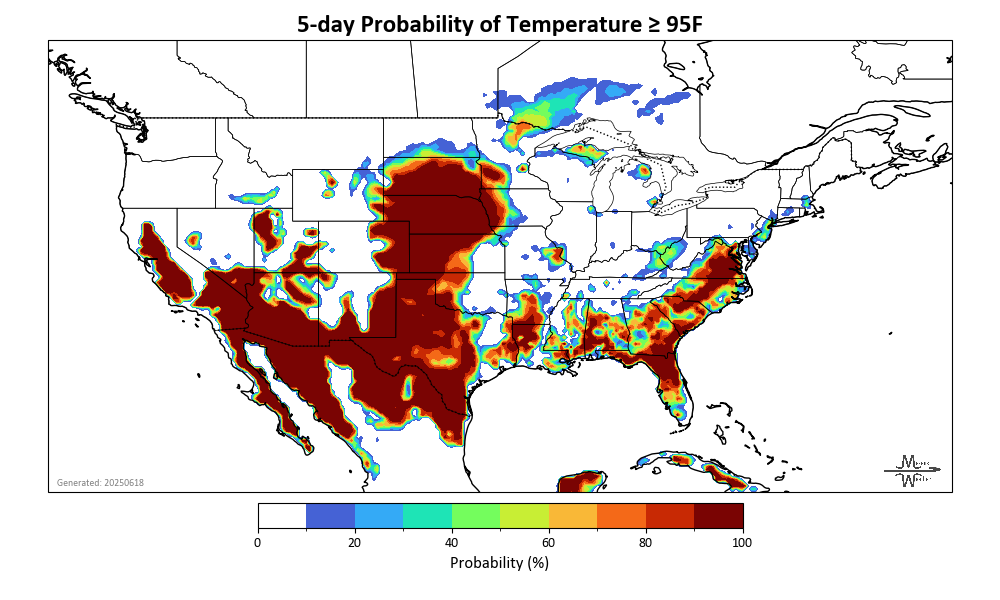 5-day Probability of Temperature ≥ 95F
Generated: 20250618
0 20 40 60 80 100
Probability (%)